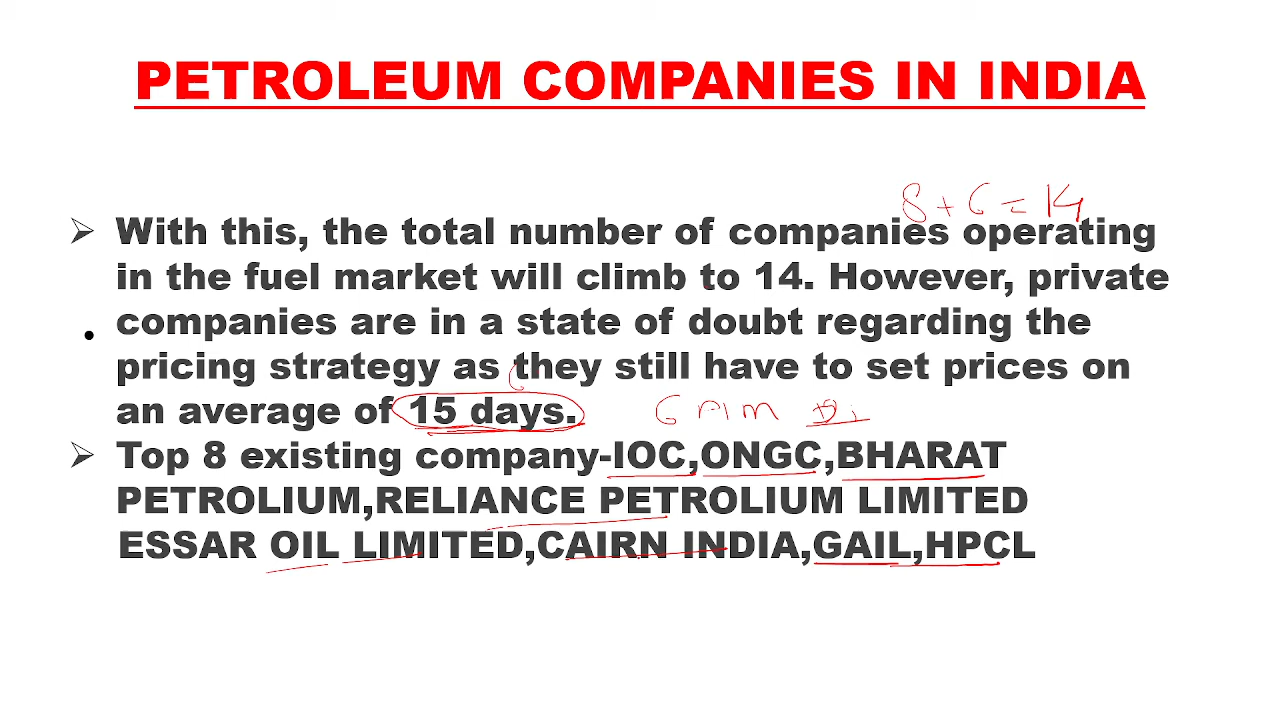 PETROLEUM COMPANIES IN INDIA
8 + 6 = 14
➢ With this, the total number of companies operating
in the fuel market will climb to 14. However, private
• companies are in a state of doubt regarding the
pricing strategy as they still have to set prices on
an average of 15 days.
6 AM
➢ Top 8 existing company-IOC,ONGC,BHARAT
PETROLIUM,RELIANCE PETROLIUM LIMITED
ESSAR OIL LIMITED,CAIRN INDIA,GAIL,HPCL